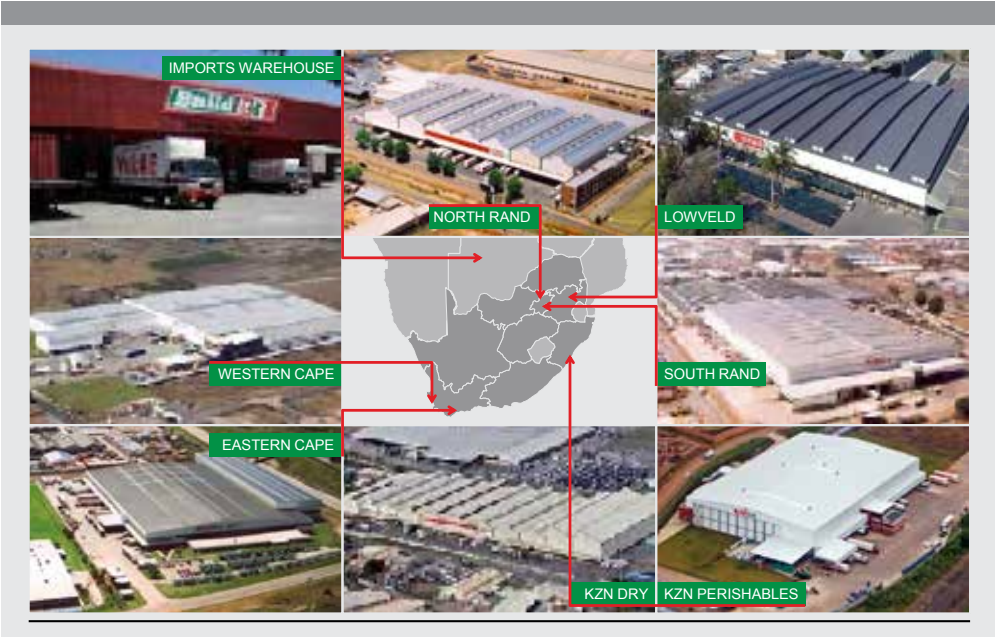 IMPORTS WAREHOUSE
Build it
NORTH RAND
LOWVELD
WESTERN CAPE
SOUTH RAND
EASTERN CAPE
KZN DRY
KZN PERISHABLES